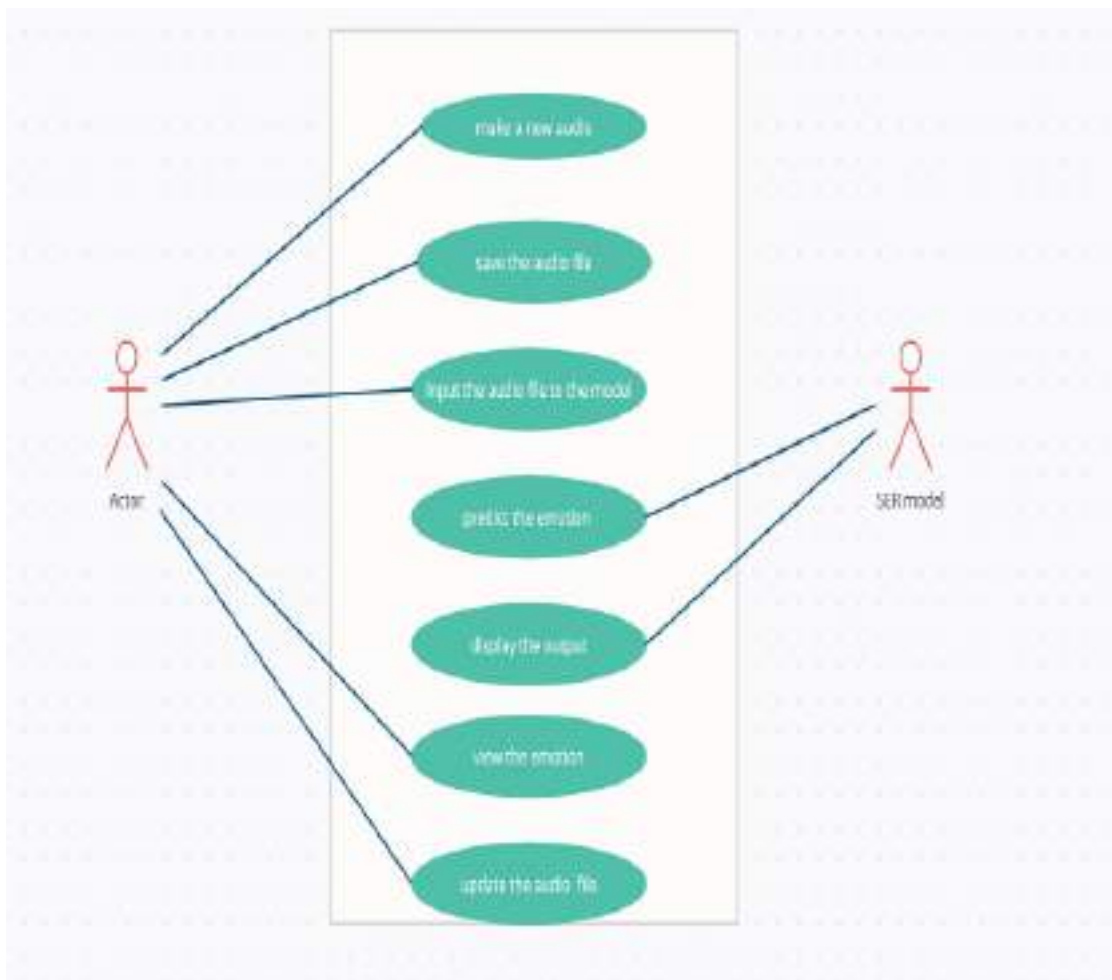 make a new audio
save the audio file
Input the audio file to the model
Actor
SER model
predict the emotion
display the output
view the emotion
update the audio file